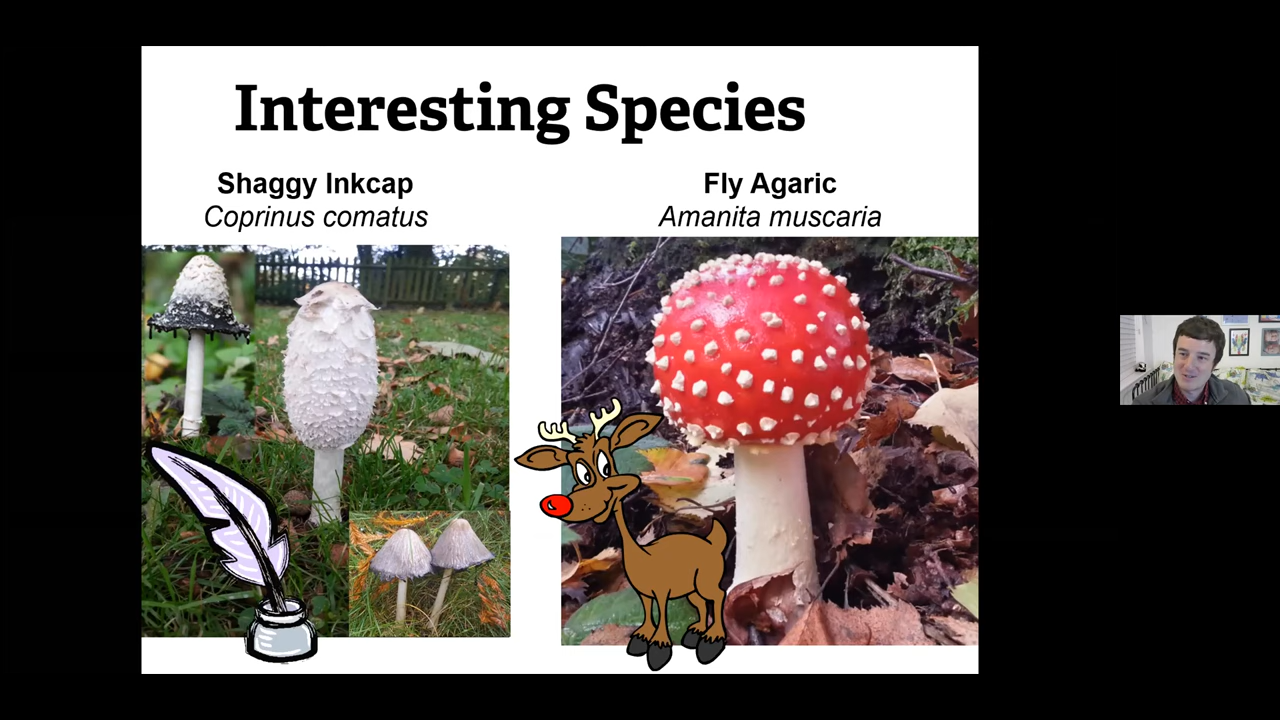 Interesting Species
Shaggy Inkcap
Coprinus comatus
Fly Agaric
Amanita muscaria